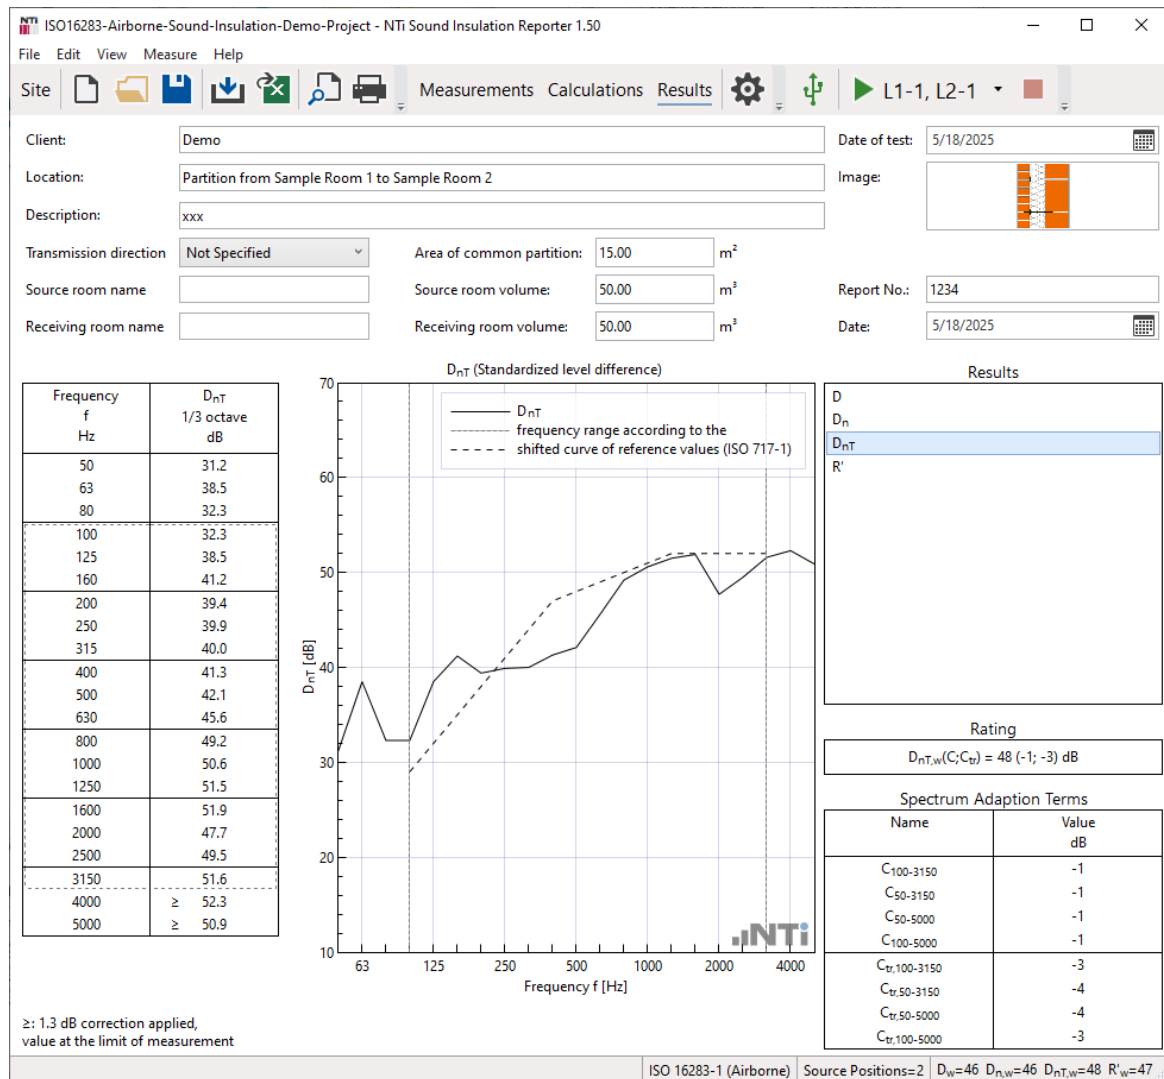 NTi ISO16283-Airborne-Sound-Insulation-Demo-Project - NTi Sound Insulation Reporter 1.50
File Edit View Measure Help
Site Measurements Calculations Results L1-1, L2-1
Client: Demo Date of test: 5/18/2025
Location: Partition from Sample Room 1 to Sample Room 2 Image:
Description: xxx
Transmission direction Not Specified Area of common partition: 15.00 m²
Source room name Source room volume: 50.00 m³ Report No.: 1234
Receiving room name Receiving room volume: 50.00 m³ Date: 5/18/2025
Frequency f Hz DnT 1/3 octave dB
50 31.2
63 38.5
80 32.3
100 32.3
125 38.5
160 41.2
200 39.4
250 39.9
315 40.0
400 41.3
500 42.1
630 45.6
800 49.2
1000 50.6
1250 51.5
1600 51.9
2000 47.7
2500 49.5
3150 51.6
4000 ≥ 52.3
5000 ≥ 50.9
≥: 1.3 dB correction applied,
value at the limit of measurement
DnT (Standardized level difference)
DnT
frequency range according to the
shifted curve of reference values (ISO 717-1)
70
60
50
40
30
20
10
DnT [dB]
NTi
63 125 250 500 1000 2000 4000
Frequency f [Hz]
Results
D
Dn
DnT
R'
Rating
DnT,w(C;Ctr) = 48 (-1; -3) dB
Spectrum Adaption Terms
Name Value
dB
C100-3150 -1
C50-3150 -1
C50-5000 -1
C100-5000 -1
Ctr,100-3150 -3
Ctr,50-3150 -4
Ctr,50-5000 -4
Ctr,100-5000 -3
ISO 16283-1 (Airborne) Source Positions=2 Dw=46 Dn,w=46 DnT,w=48 R'w=47